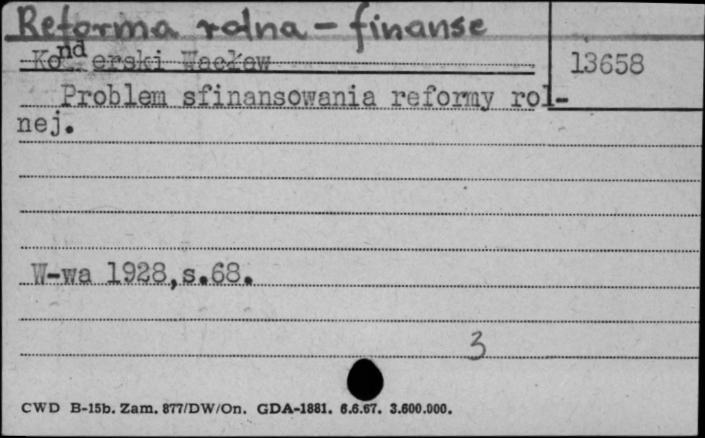 Reforma rolna - finanse
Konderski Wacław
13658
Problem sfinansowania reformy rol-
nej.
W-wa 1928,s.68.
3
CWD B-15b. Zam. 877/DW/On. GDA-1881. 6.6.67. 3.600.000.